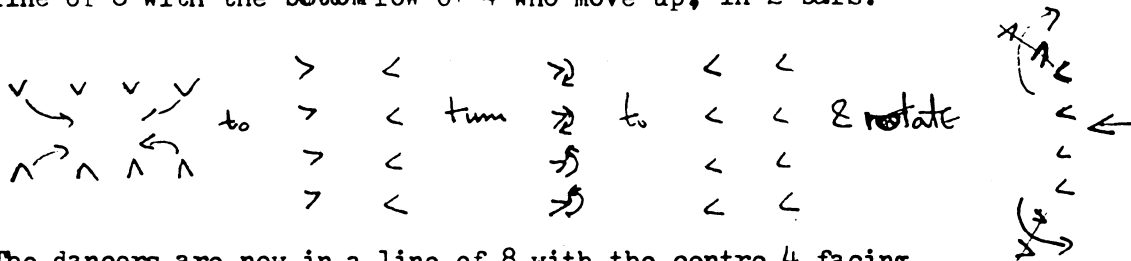 line of 8 with the bottom row of 4 who move up, in 2 bars.
to turn to & rotate
The dancers are now in a line of 8 with the centre 4 facing